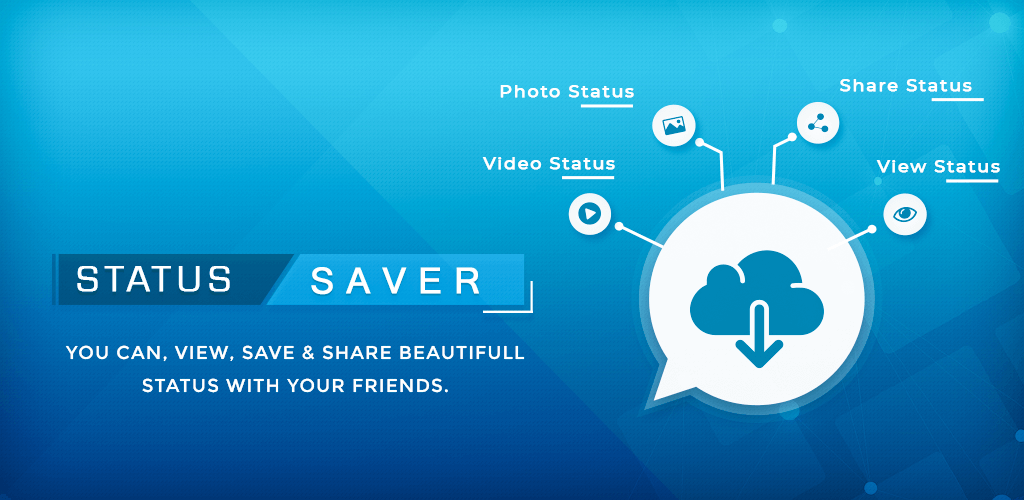 Photo Status
Share Status
Video Status
View Status
STATUS SAVER
YOU CAN, VIEW, SAVE & SHARE BEAUTIFULL
STATUS WITH YOUR FRIENDS.